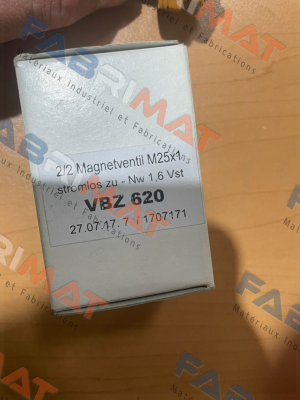 2/2 Magnetventil M25x1
stromlos zu - Nw 1,6 Vst
VBZ 620
27.07.17. 7 / 1707171
FABRIMAT
Matériaux Industriel et Fabrications